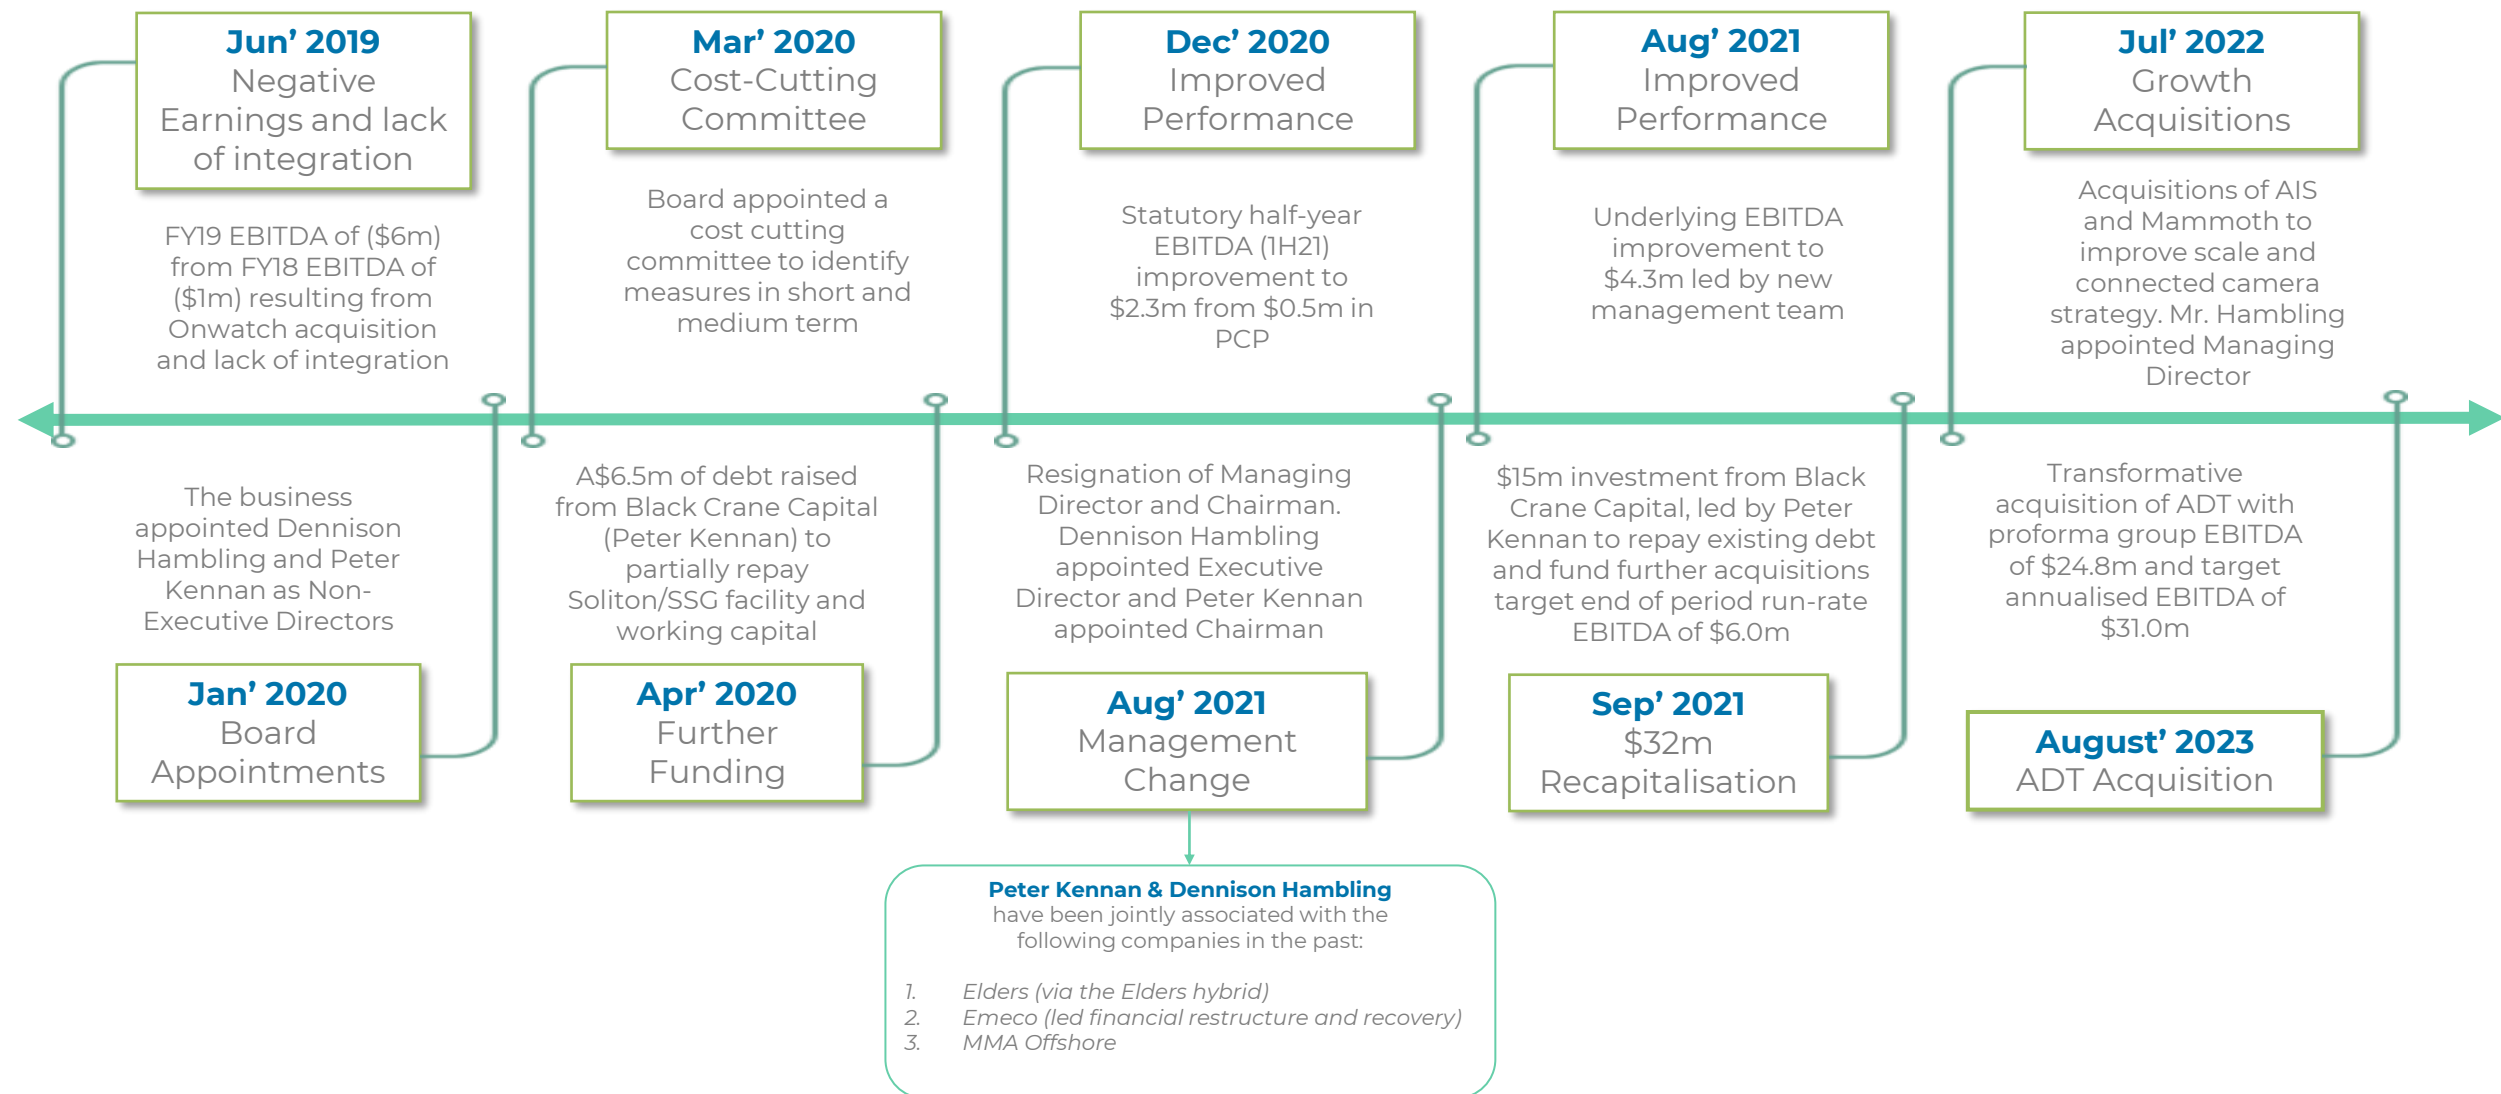 Jun’ 2019
Negative
Earnings and lack
of integration
FY19 EBITDA of ($6m)
from FY18 EBITDA of
($1m) resulting from
Onwatch acquisition
and lack of integration
Mar’ 2020
Cost-Cutting
Committee
Board appointed a
cost cutting
committee to identify
measures in short and
medium term
Dec’ 2020
Improved
Performance
Statutory half-year
EBITDA (1H21)
improvement to
$2.3m from $0.5m in
PCP
Aug’ 2021
Improved
Performance
Underlying EBITDA
improvement to
$4.3m led by new
management team
Jul’ 2022
Growth
Acquisitions
Acquisitions of AIS
and Mammoth to
improve scale and
connected camera
strategy. Mr. Hambling
appointed Managing
Director
The business
appointed Dennison
Hambling and Peter
Kennan as Non-
Executive Directors
Jan’ 2020
Board
Appointments
A$6.5m of debt raised
from Black Crane Capital
(Peter Kennan) to
partially repay
Soliton/SSG facility and
working capital
Apr’ 2020
Further
Funding
Resignation of Managing
Director and Chairman.
Dennison Hambling
appointed Executive
Director and Peter Kennan
appointed Chairman
Aug’ 2021
Management
Change
$15m investment from Black
Crane Capital, led by Peter
Kennan to repay existing debt
and fund further acquisitions
target end of period run-rate
EBITDA of $6.0m
Sep’ 2021
$32m
Recapitalisation
Transformative
acquisition of ADT with
proforma group EBITDA
of $24.8m and target
annualised EBITDA of
$31.0m
August’ 2023
ADT Acquisition
Peter Kennan & Dennison Hambling
have been jointly associated with the
following companies in the past:
1. Elders (via the Elders hybrid)
2. Emeco (led financial restructure and recovery)
3. MMA Offshore